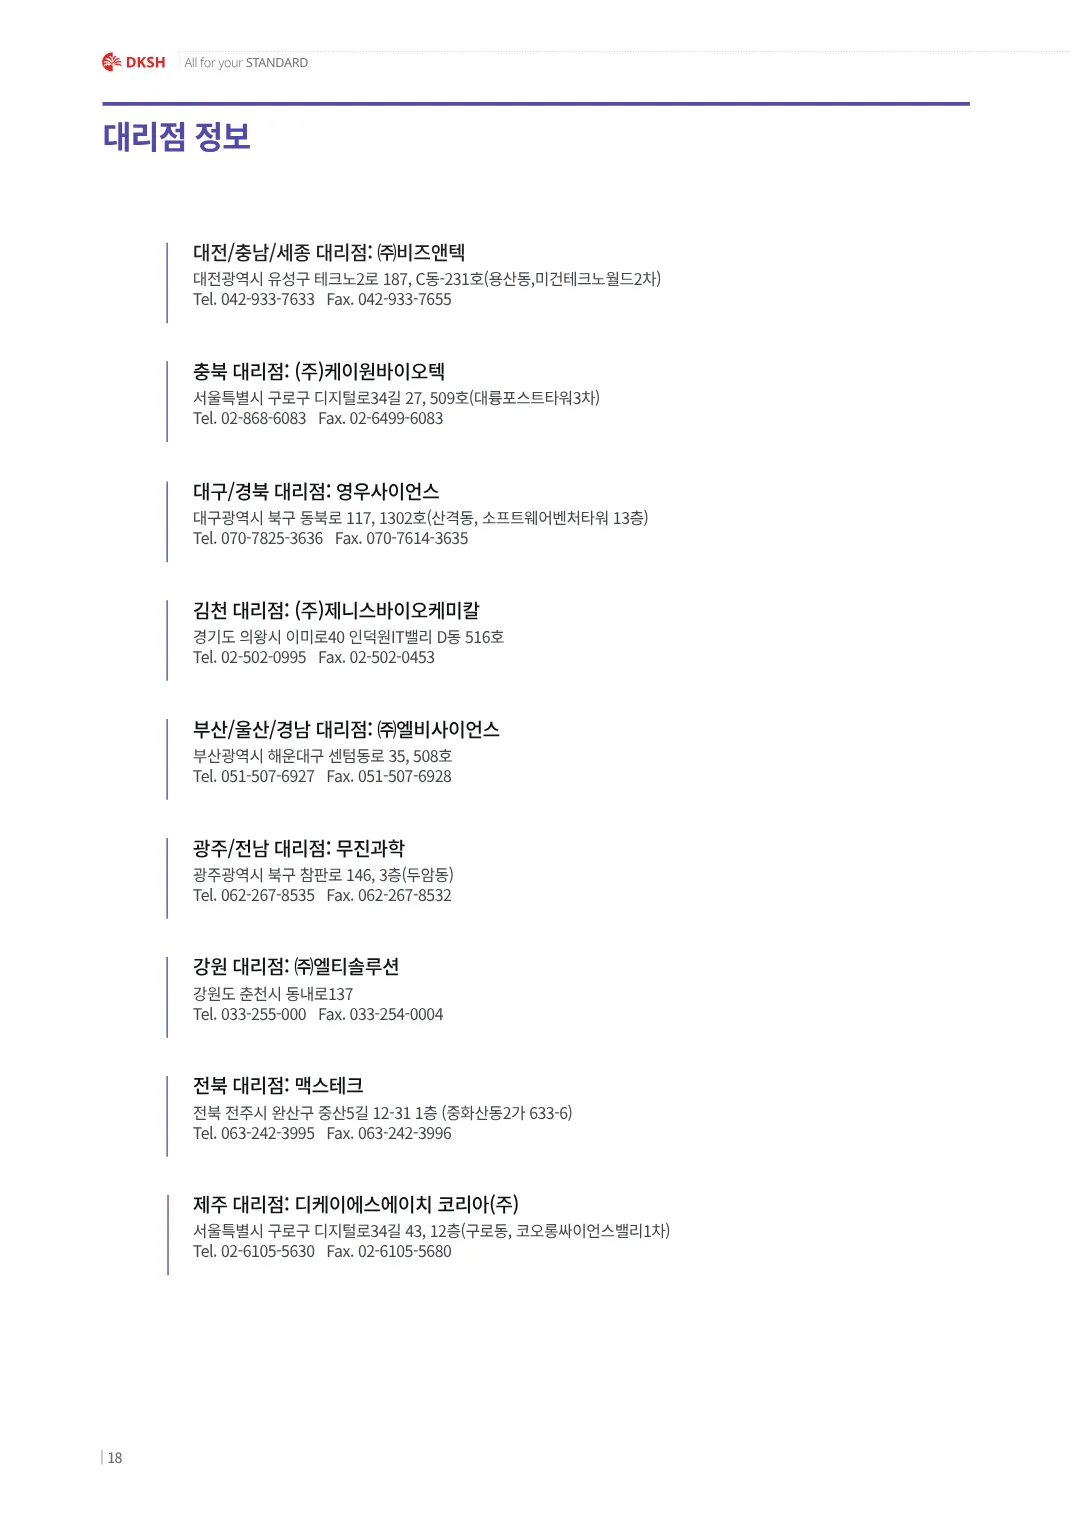 DKSH All for your STANDARD
대리점 정보
대전/충남/세종 대리점: ㈜비즈앤텍
대전광역시 유성구 테크노2로 187, C동-231호(용산동,미건테크노월드2차)
Tel. 042-933-7633 Fax. 042-933-7655
충북 대리점: (주)케이원바이오텍
서울특별시 구로구 디지털로34길 27, 509호(대륭포스트타워3차)
Tel. 02-868-6083 Fax. 02-6499-6083
대구/경북 대리점: 영우사이언스
대구광역시 북구 동북로 117, 1302호(산격동, 소프트웨어벤처타워 13층)
Tel. 070-7825-3636 Fax. 070-7614-3635
김천 대리점: (주)제니스바이오케미칼
경기도 의왕시 이미로40 인덕원IT밸리 D동 516호
Tel. 02-502-0995 Fax. 02-502-0453
부산/울산/경남 대리점: ㈜엘비사이언스
부산광역시 해운대구 센텀동로 35, 508호
Tel. 051-507-6927 Fax. 051-507-6928
광주/전남 대리점: 무진과학
광주광역시 북구 참판로 146, 3층(두암동)
Tel. 062-267-8535 Fax. 062-267-8532
강원 대리점: ㈜엘티솔루션
강원도 춘천시 동내로137
Tel. 033-255-000 Fax. 033-254-0004
전북 대리점: 맥스테크
전북 전주시 완산구 중산5길 12-31 1층 (중화산동2가 633-6)
Tel. 063-242-3995 Fax. 063-242-3996
제주 대리점: 디케이에스에이치 코리아(주)
서울특별시 구로구 디지털로34길 43, 12층(구로동, 코오롱싸이언스밸리1차)
Tel. 02-6105-5630 Fax. 02-6105-5680
18